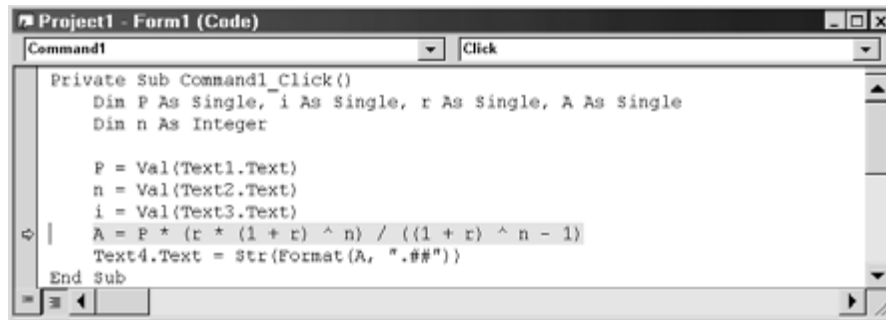 Project1 - Form1 (Code)
Command1 Click
Private Sub Command1_Click()
Dim P As Single, i As Single, r As Single, A As Single
Dim n As Integer
P = Val(Text1.Text)
n = Val(Text2.Text)
i = Val(Text3.Text)
A = P * (r * (1 + r) ^ n) / ((1 + r) ^ n - 1)
Text4.Text = Str(Format(A, ".##"))
End Sub